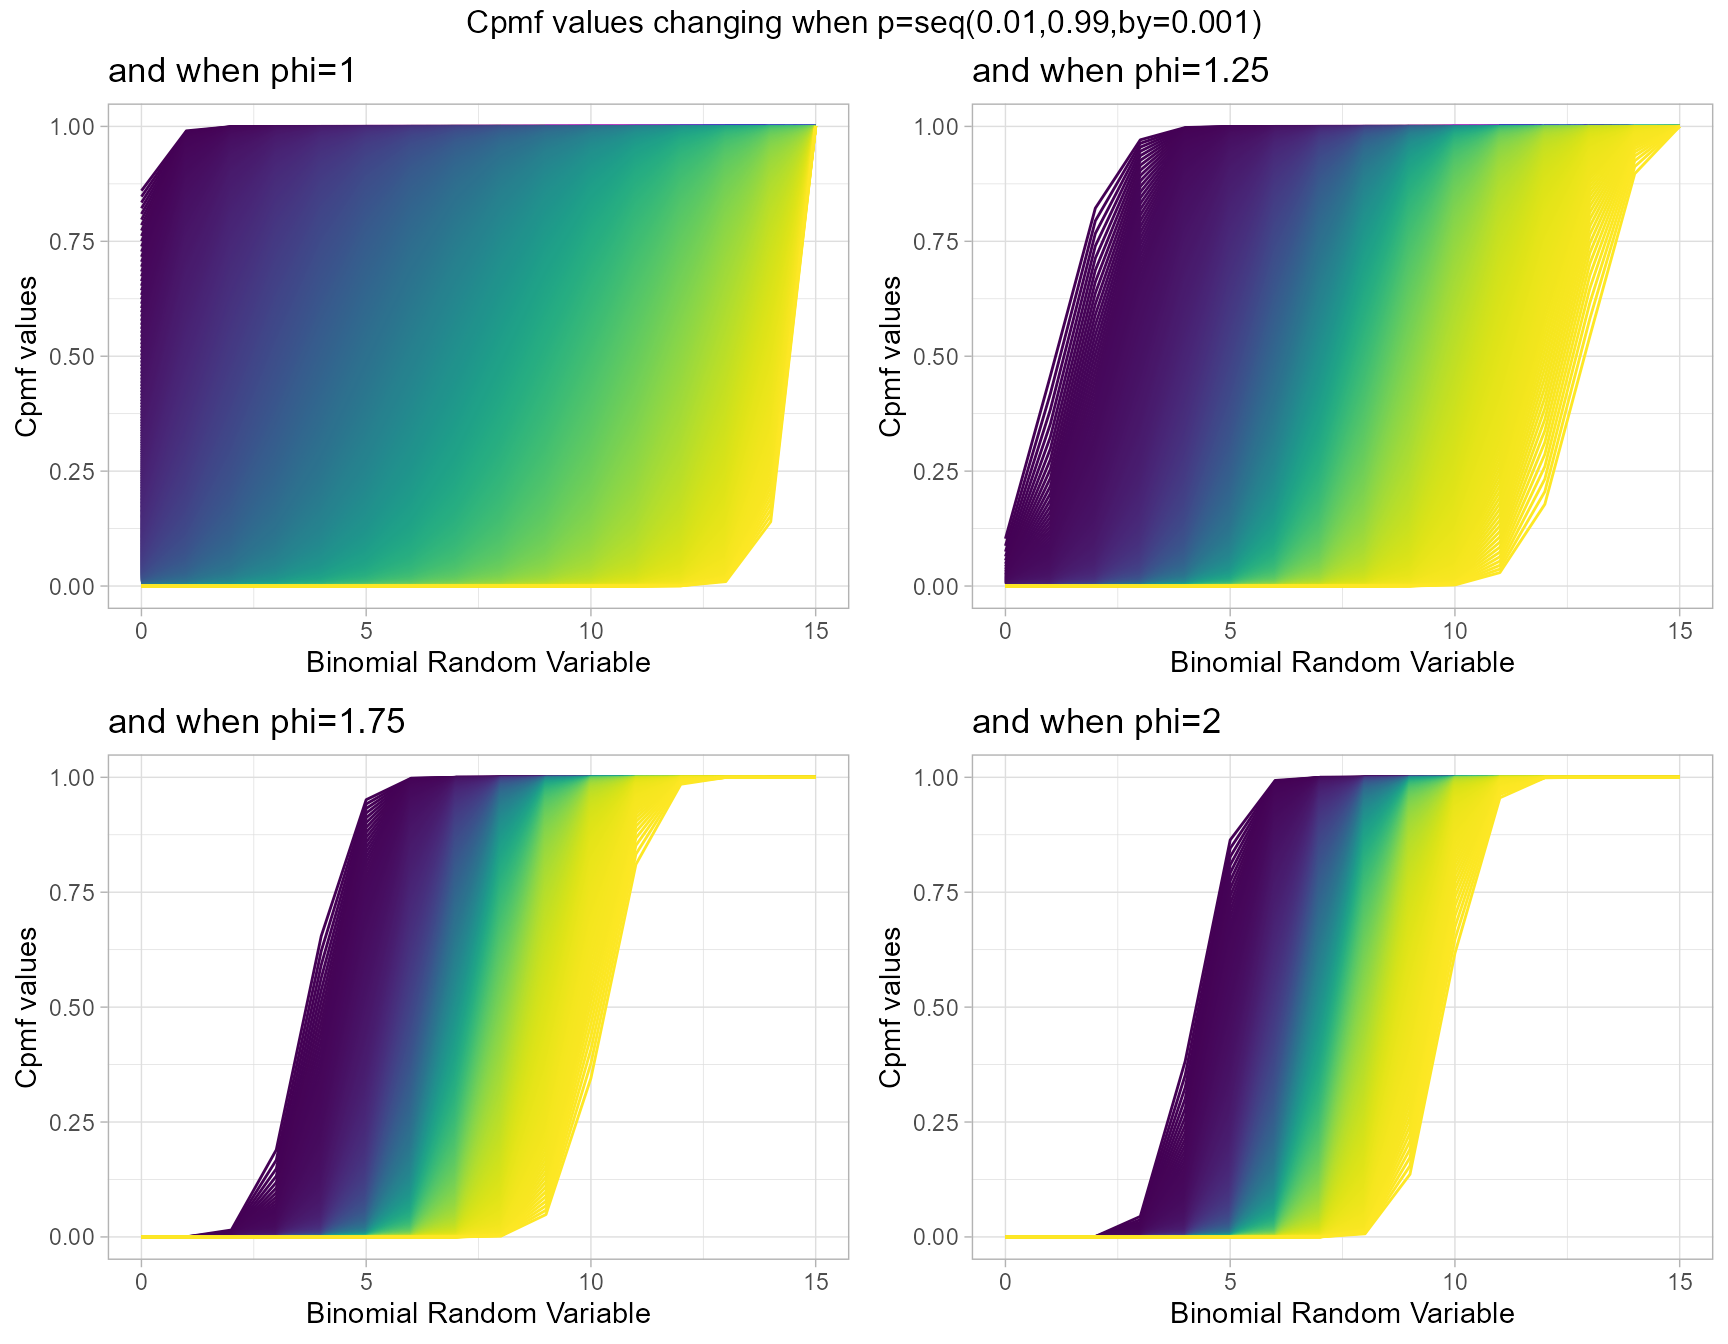 Cpmf values changing when p=seq(0.01,0.99,by=0.001)
and when phi=1
Cpmf values
1.00
0.75
0.50
0.25
0.00
0 5 10 15
Binomial Random Variable
and when phi=1.25
Cpmf values
1.00
0.75
0.50
0.25
0.00
0 5 10 15
Binomial Random Variable
and when phi=1.75
Cpmf values
1.00
0.75
0.50
0.25
0.00
0 5 10 15
Binomial Random Variable
and when phi=2
Cpmf values
1.00
0.75
0.50
0.25
0.00
0 5 10 15
Binomial Random Variable